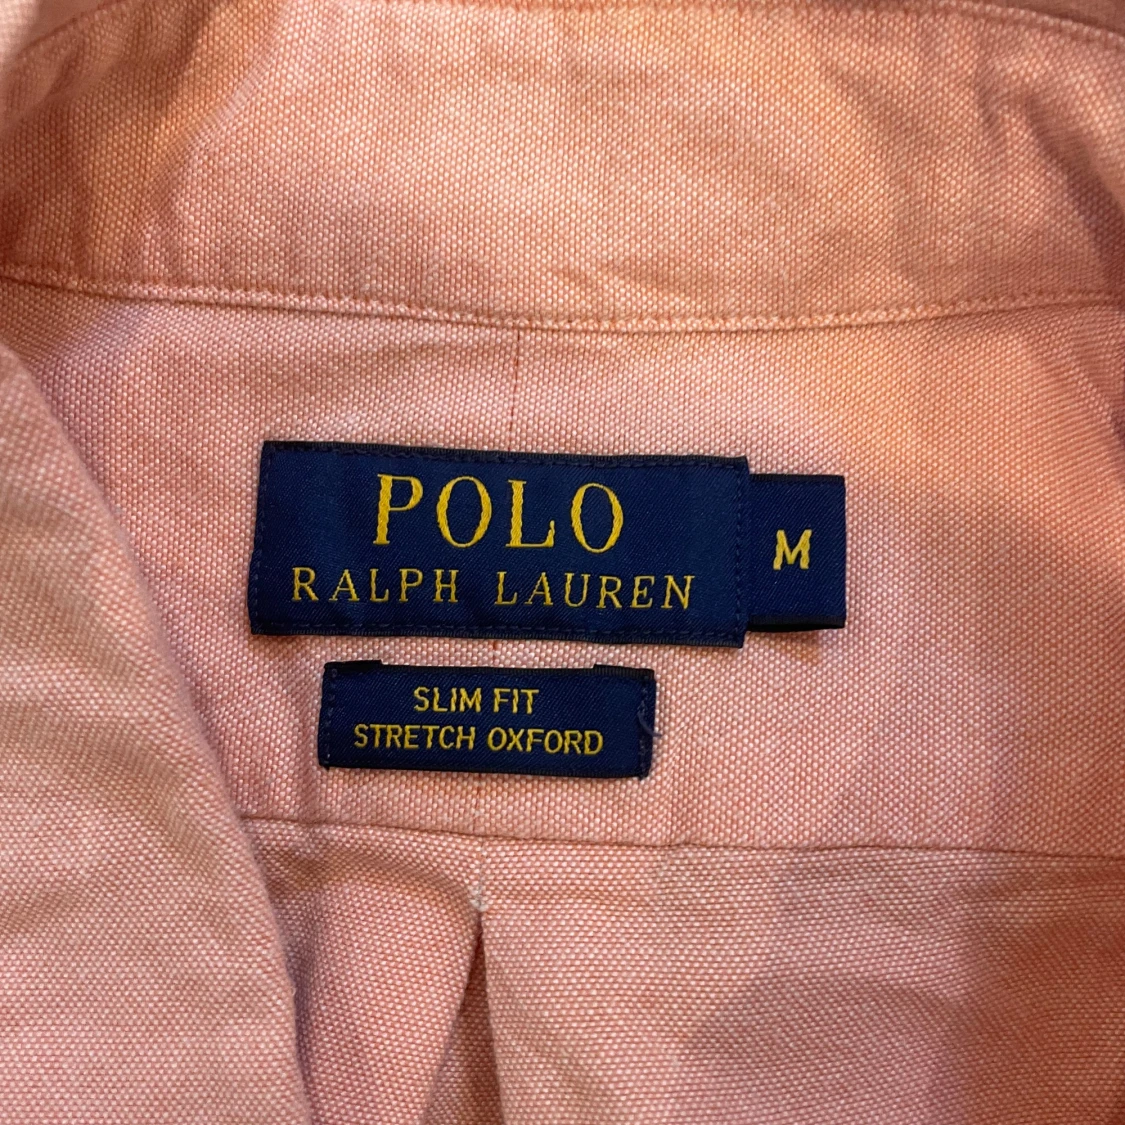 POLO
RALPH LAUREN
M
SLIM FIT
STRETCH OXFORD